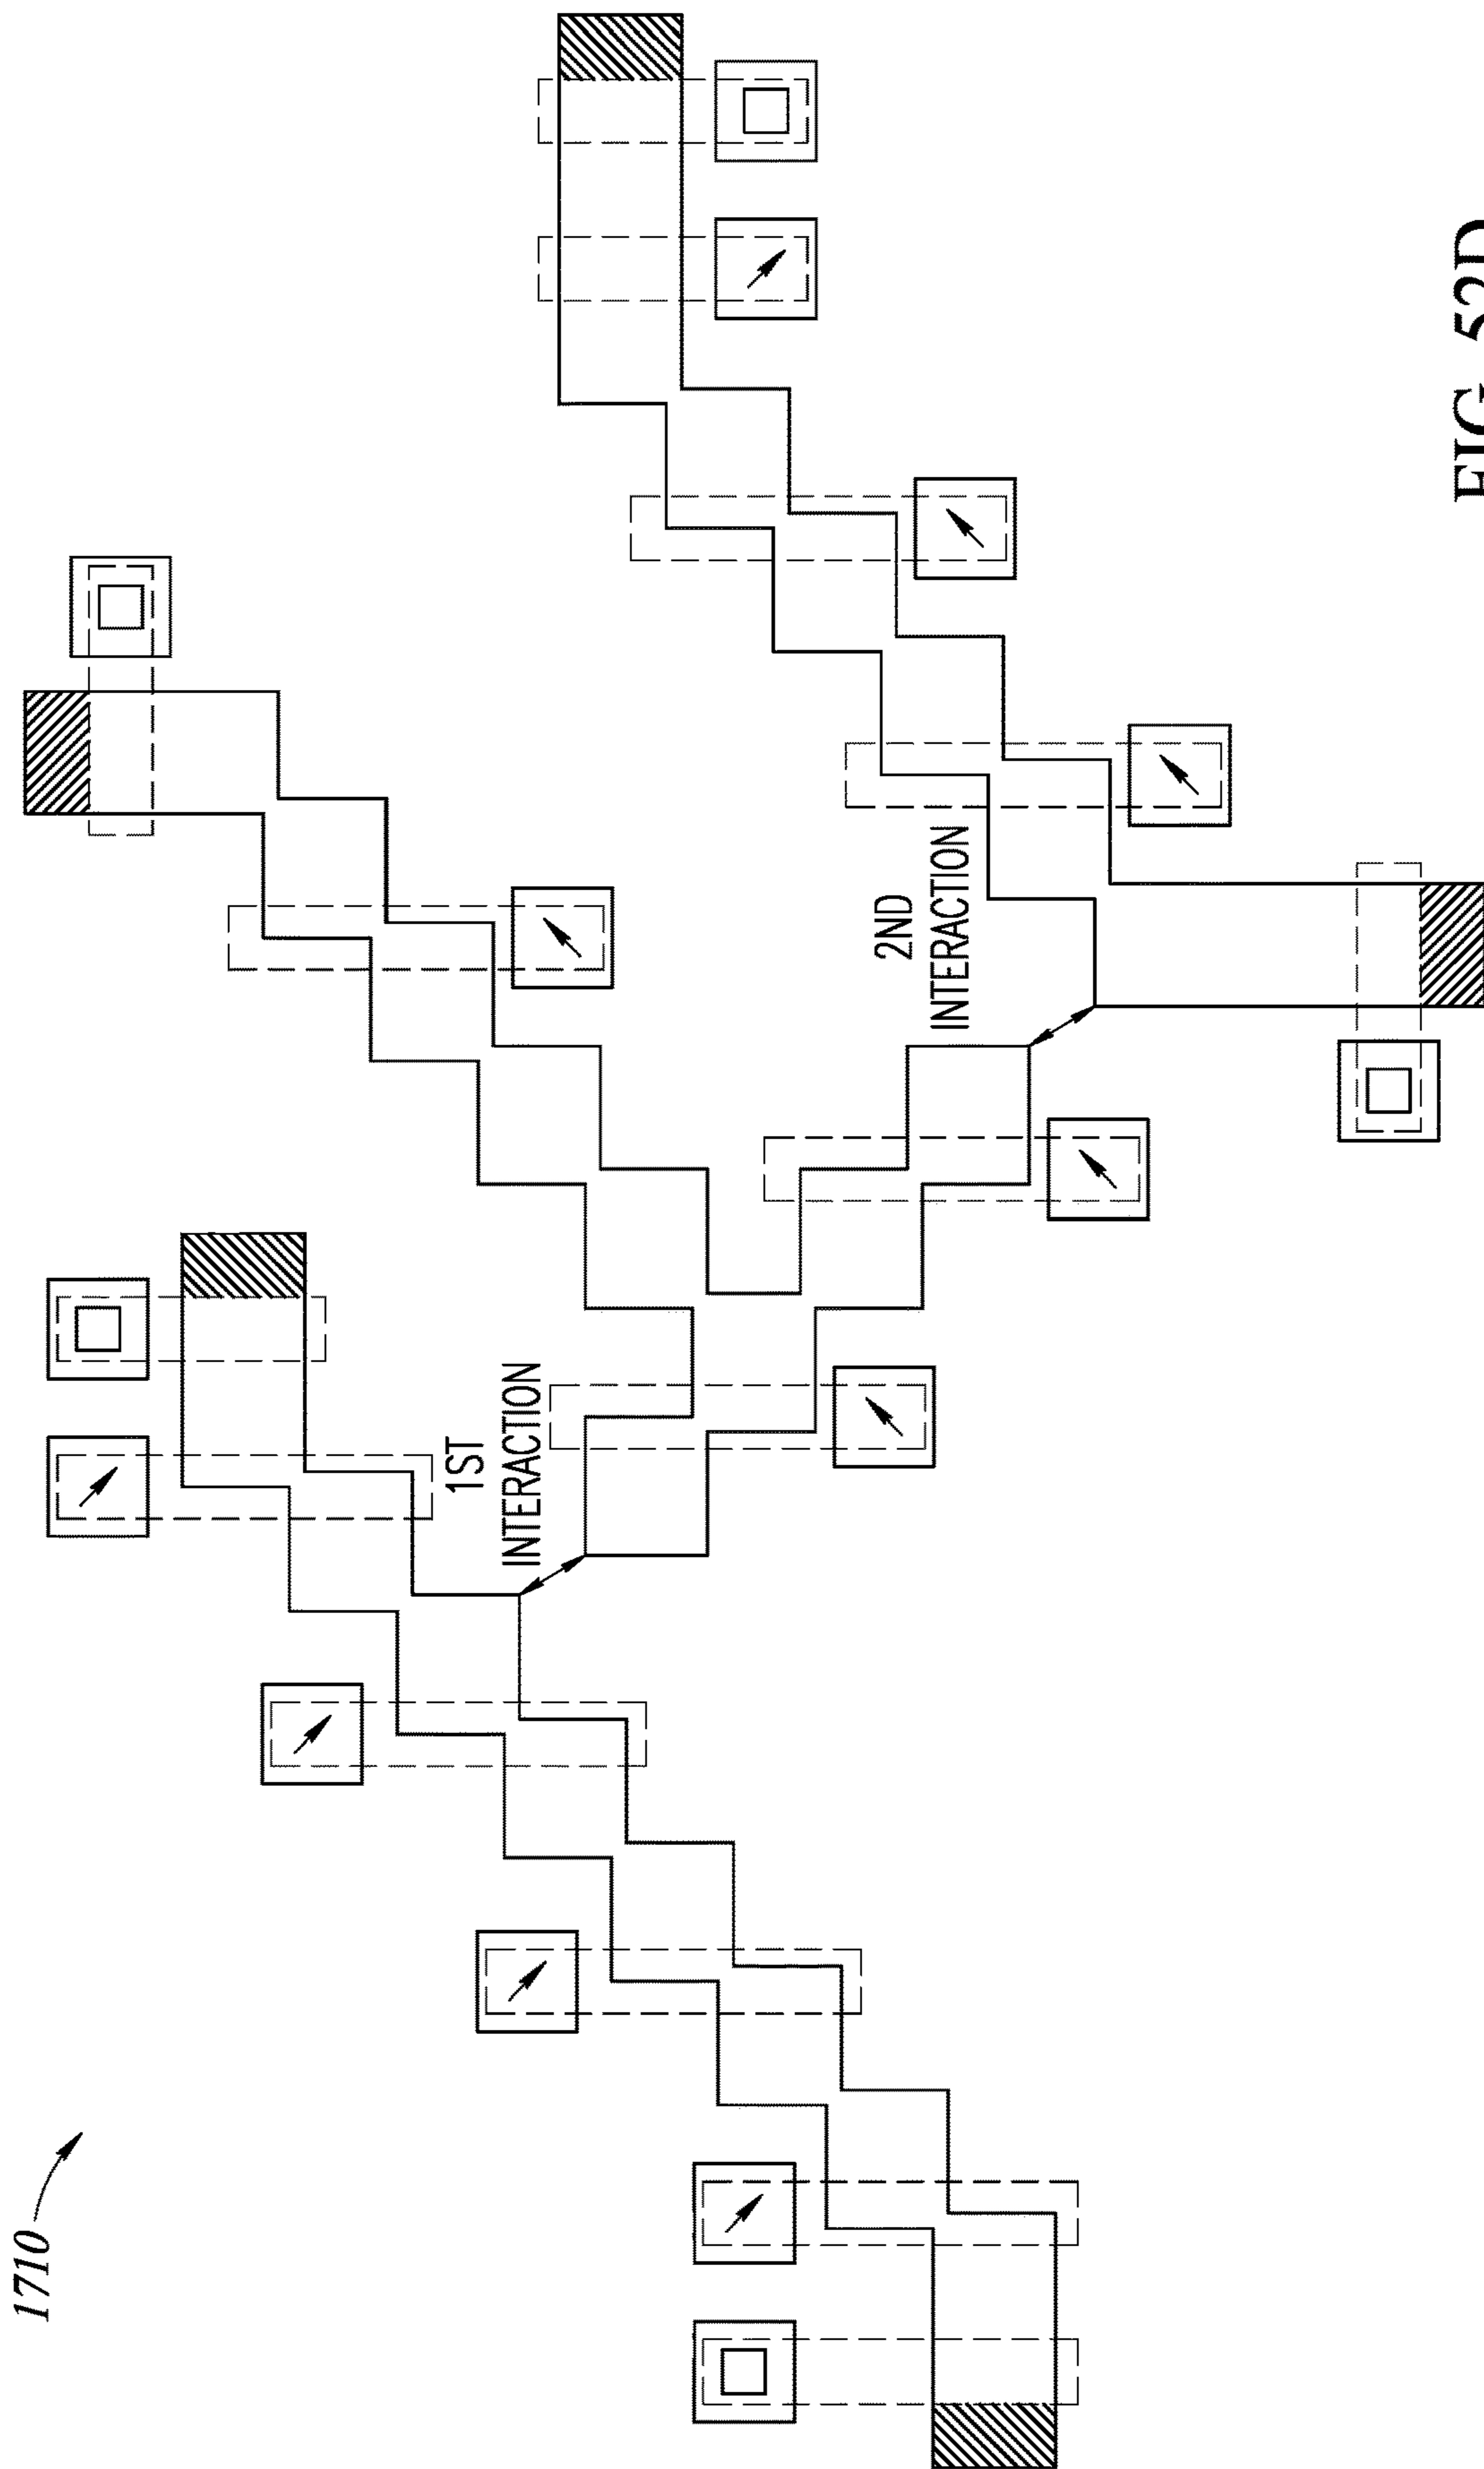 1710
1ST
INTERACTION
2ND
INTERACTION
FIG. 52D